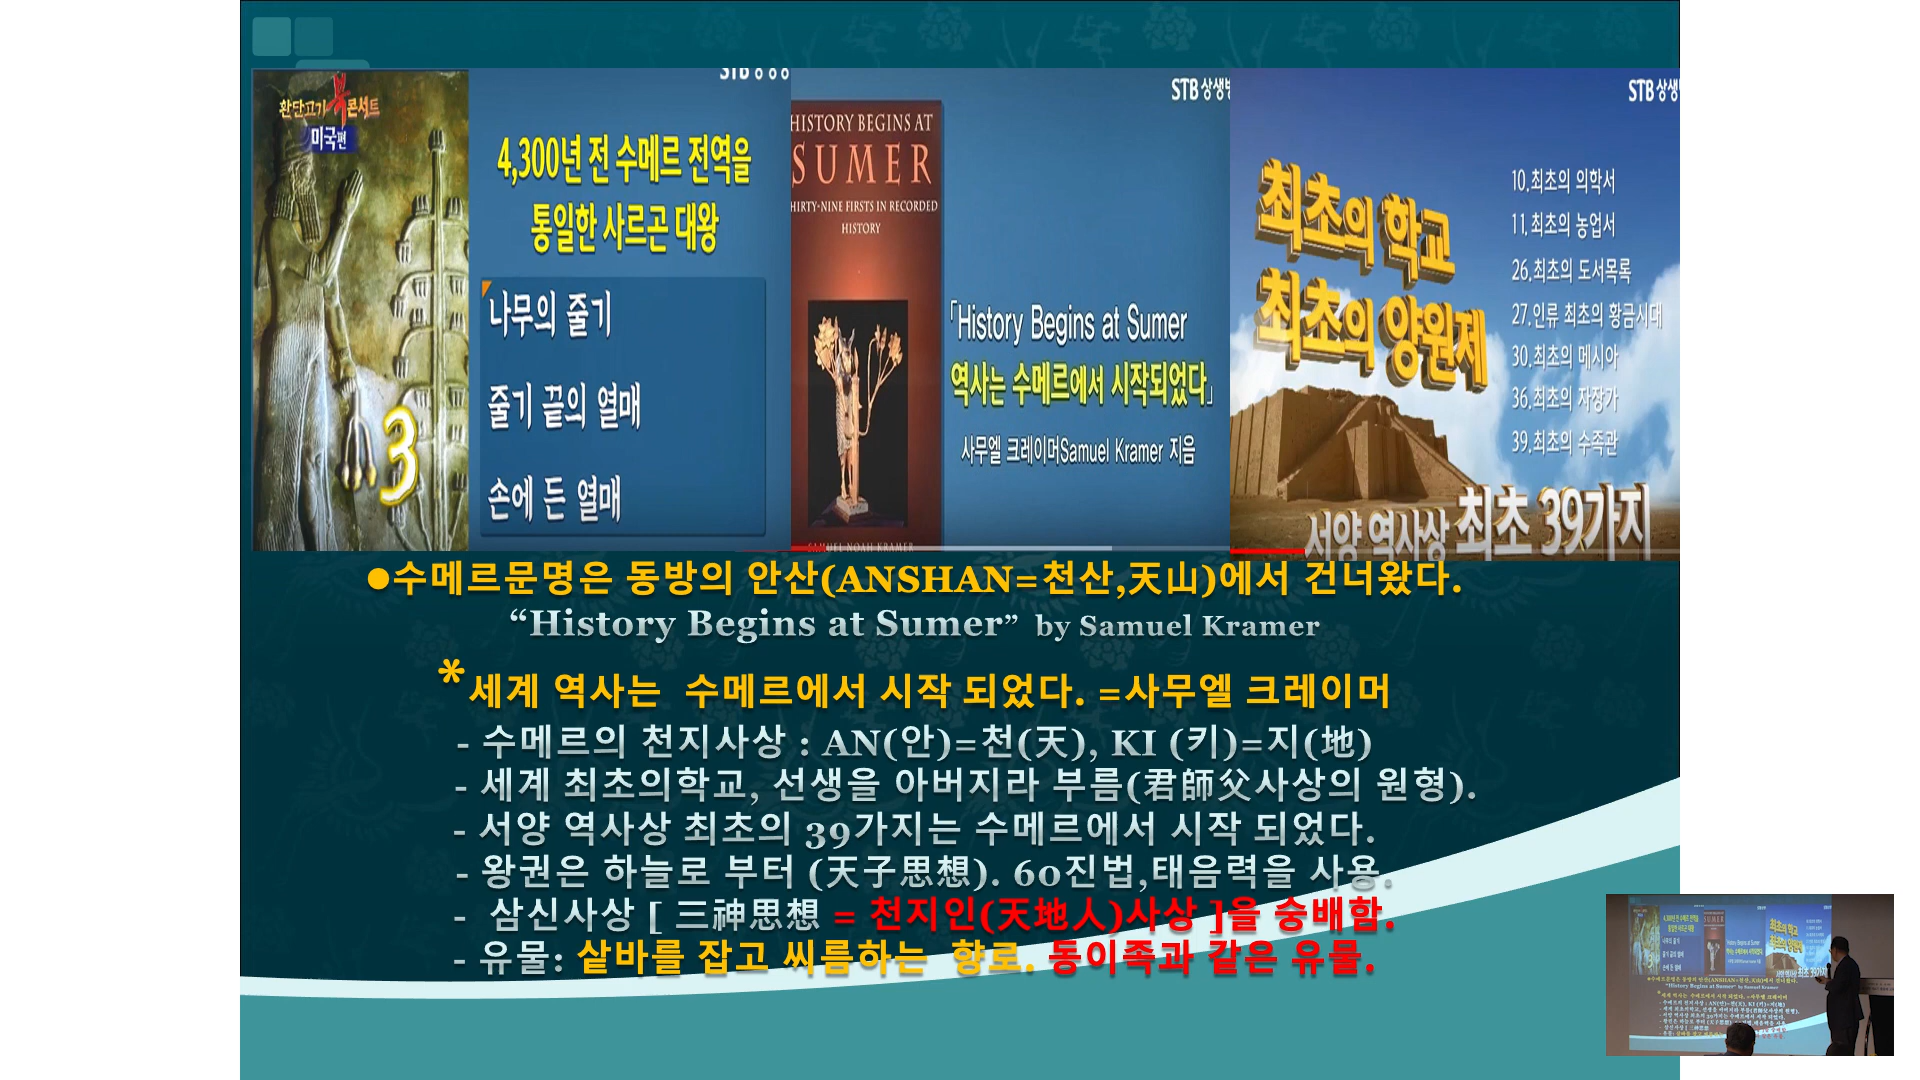 환단고기 북콘서트
미국편
3
4,300년 전 수메르 전역을
통일한 사르곤 대왕
나무의 줄기
줄기 끝의 열매
손에 든 열매
STB 상생
HISTORY BEGINS AT
SUMER
HIRTY-NINE FIRSTS IN RECORDED
HISTORY
SAMUEL NOAH KRAMER
「History Begins at Sumer
역사는 수메르에서 시작되었다」
사무엘 크레이머Samuel Kramer 지음
STB 상생
최초의 학교
최초의 양원제
10.최초의 의학서
11.최초의 농업서
26.최초의 도서목록
27.인류 최초의 황금시대
30.최초의 메시아
36.최초의 자장가
39.최초의 수족관
서양 역사상 최초 39가지
●수메르문명은 동방의 안산(ANSHAN=천산,天山)에서 건너왔다.
“History Begins at Sumer” by Samuel Kramer
*세계 역사는 수메르에서 시작 되었다. =사무엘 크레이머
- 수메르의 천지사상 : AN(안)=천(天), KI (키)=지(地)
- 세계 최초의학교, 선생을 아버지라 부름(君師父사상의 원형).
- 서양 역사상 최초의 39가지는 수메르에서 시작 되었다.
- 왕권은 하늘로 부터 (天子思想). 60진법,태음력을 사용.
- 삼신사상 [ 三神思想 = 천지인(天地人)사상 ]을 숭배함.
- 유물: 샅바를 잡고 씨름하는 향로. 동이족과 같은 유물.